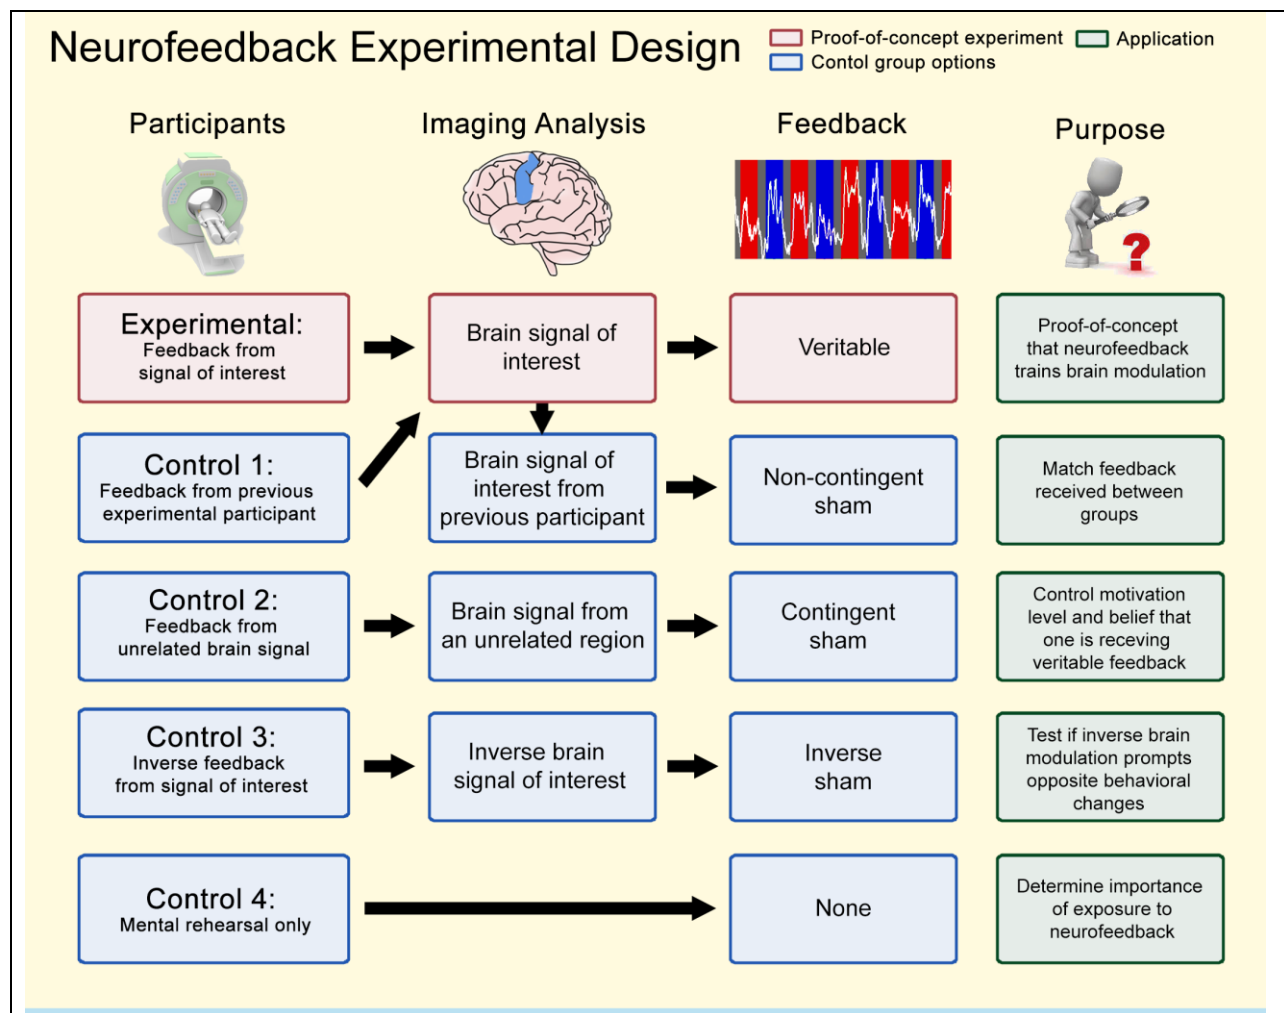 Neurofeedback Experimental Design
Proof-of-concept experiment
Application
Contol group options
Participants
Imaging Analysis
Feedback
Purpose
?
Experimental:
Feedback from
signal of interest
Brain signal of
interest
Veritable
Proof-of-concept
that neurofeedback
trains brain modulation
Control 1:
Feedback from previous
experimental participant
Brain signal of
interest from
previous participant
Non-contingent
sham
Match feedback
received between
groups
Control 2:
Feedback from
unrelated brain signal
Brain signal from
an unrelated region
Contingent
sham
Control motivation
level and belief that
one is receving
veritable feedback
Control 3:
Inverse feedback
from signal of interest
Inverse brain
signal of interest
Inverse
sham
Test if inverse brain
modulation prompts
opposite behavioral
changes
Control 4:
Mental rehearsal only
None
Determine importance
of exposure to
neurofeedback